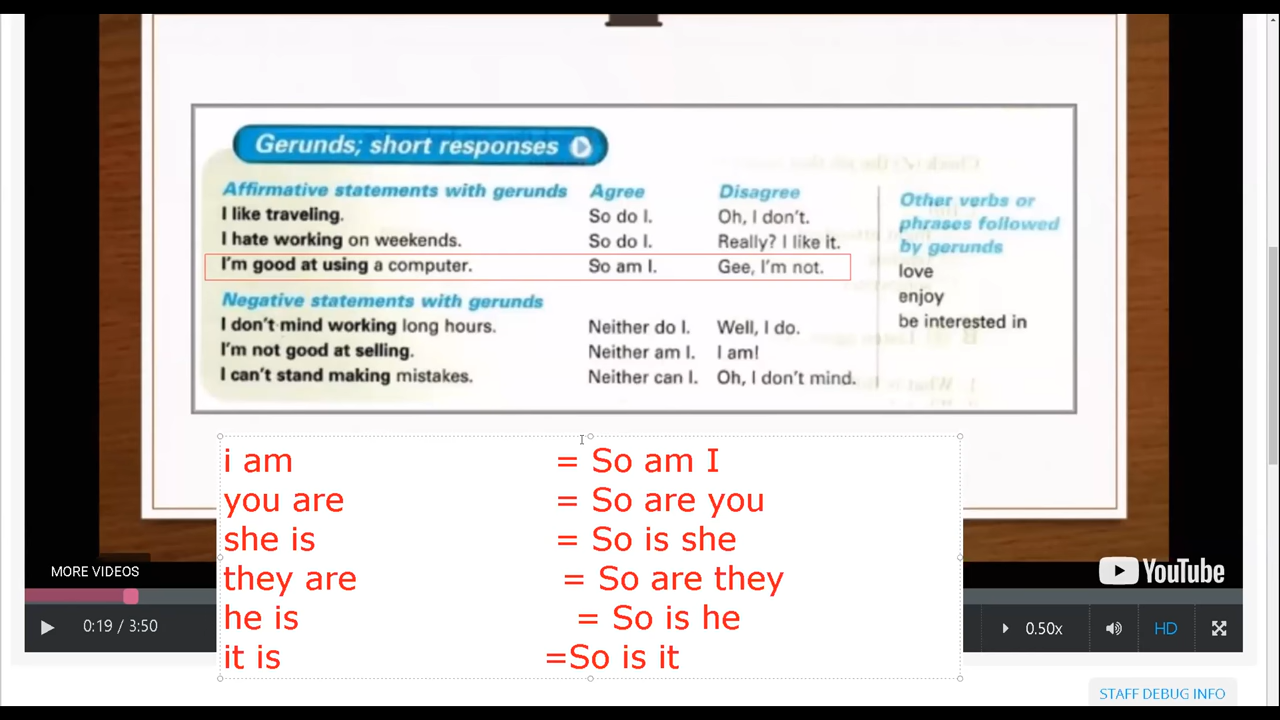 Gerunds; short responses
Affirmative statements with gerunds Agree Disagree
I like traveling. So do I. Oh, I don't.
I hate working on weekends. So do I. Really? I like it.
I'm good at using a computer. So am I. Gee, I'm not.
Negative statements with gerunds
I don't mind working long hours. Neither do I. Well, I do.
I'm not good at selling. Neither am I. I am!
I can't stand making mistakes. Neither can I. Oh, I don't mind.
Other verbs or
phrases followed
by gerunds
love
enjoy
be interested in
i am = So am I
you are = So are you
she is = So is she
they are = So are they
he is = So is he
it is =So is it
MORE VIDEOS
YouTube
0:19 / 3:50
0.50x
HD
STAFF DEBUG INFO